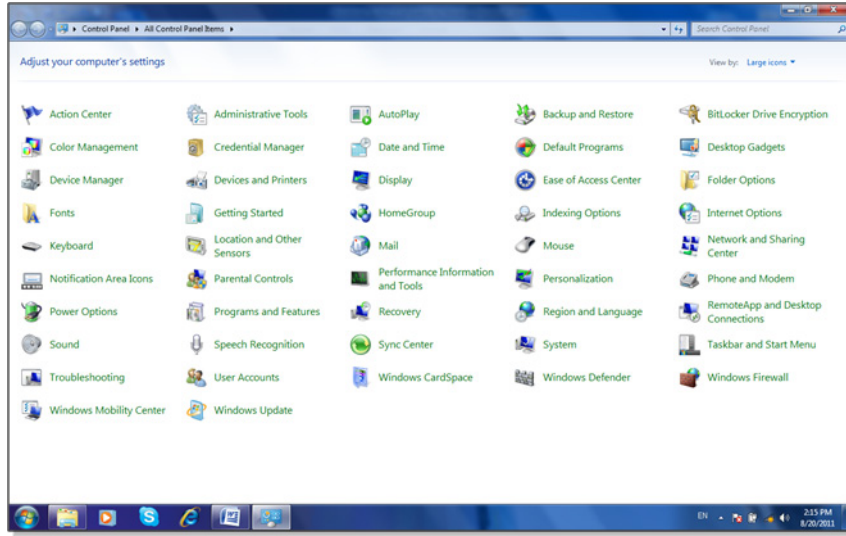 Control Panel All Control Panel Items
Search Control Panel
Adjust your computer's settings
View by: Large icons
Action Center
Administrative Tools
AutoPlay
Backup and Restore
BitLocker Drive Encryption
Color Management
Credential Manager
Date and Time
Default Programs
Desktop Gadgets
Device Manager
Devices and Printers
Display
Ease of Access Center
Folder Options
Fonts
Getting Started
HomeGroup
Indexing Options
Internet Options
Keyboard
Location and Other
Sensors
Mail
Mouse
Network and Sharing
Center
Notification Area Icons
Parental Controls
Performance Information
and Tools
Personalization
Phone and Modem
Power Options
Programs and Features
Recovery
Region and Language
RemoteApp and Desktop
Connections
Sound
Speech Recognition
Sync Center
System
Taskbar and Start Menu
Troubleshooting
User Accounts
Windows CardSpace
Windows Defender
Windows Firewall
Windows Mobility Center
Windows Update
EN
2:15 PM
8/20/2011